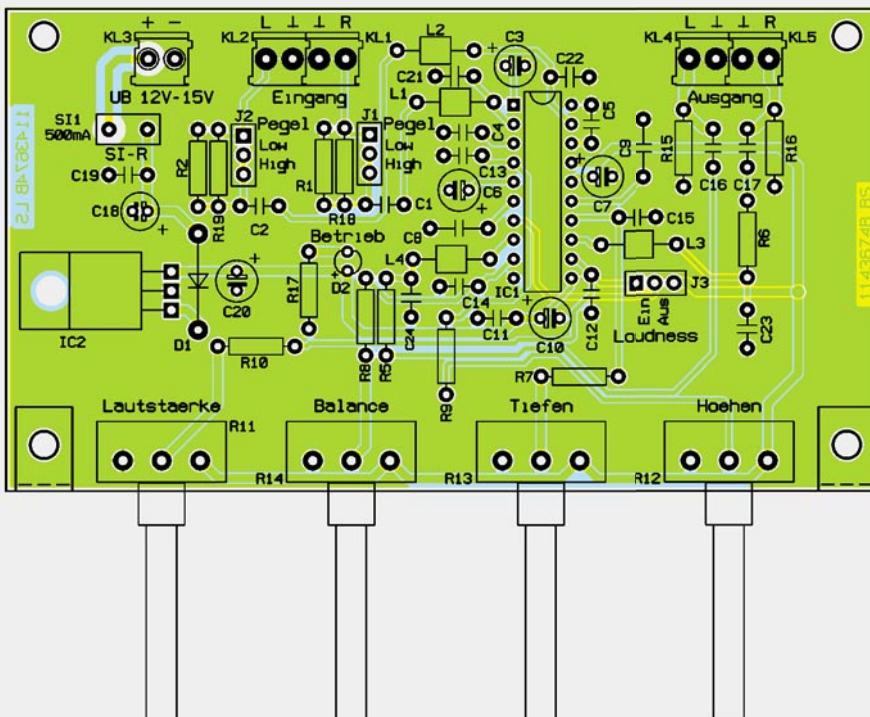 + -
KL3
UB 12V-15V
L ⊥ ⊥ R
KL2
KL1
Eingang
L2
C3
C21
C22
L1
L ⊥ ⊥ R
KL4
KL5
Ausgang
SI1
500mA
SI-R
C19
C18
R2
R19
J2
Pegel
Low
High
C2
R1
R18
J1
Pegel
Low
High
C1
C4
C13
C6
C5
C7
C9
R15
C16
C17
R16
C8
L4
C14
IC1
C11
C10
C12
C15
L3
J3
Ein
Aus
Loudness
R6
C23
Betrieb
D2
R17
C20
D1
IC2
R10
R8
R5
C24
R9
R7
Lautstaerke
R11
Balance
R14
Tiefen
R13
Hoehen
R12
1143674B LS
1143674B BS